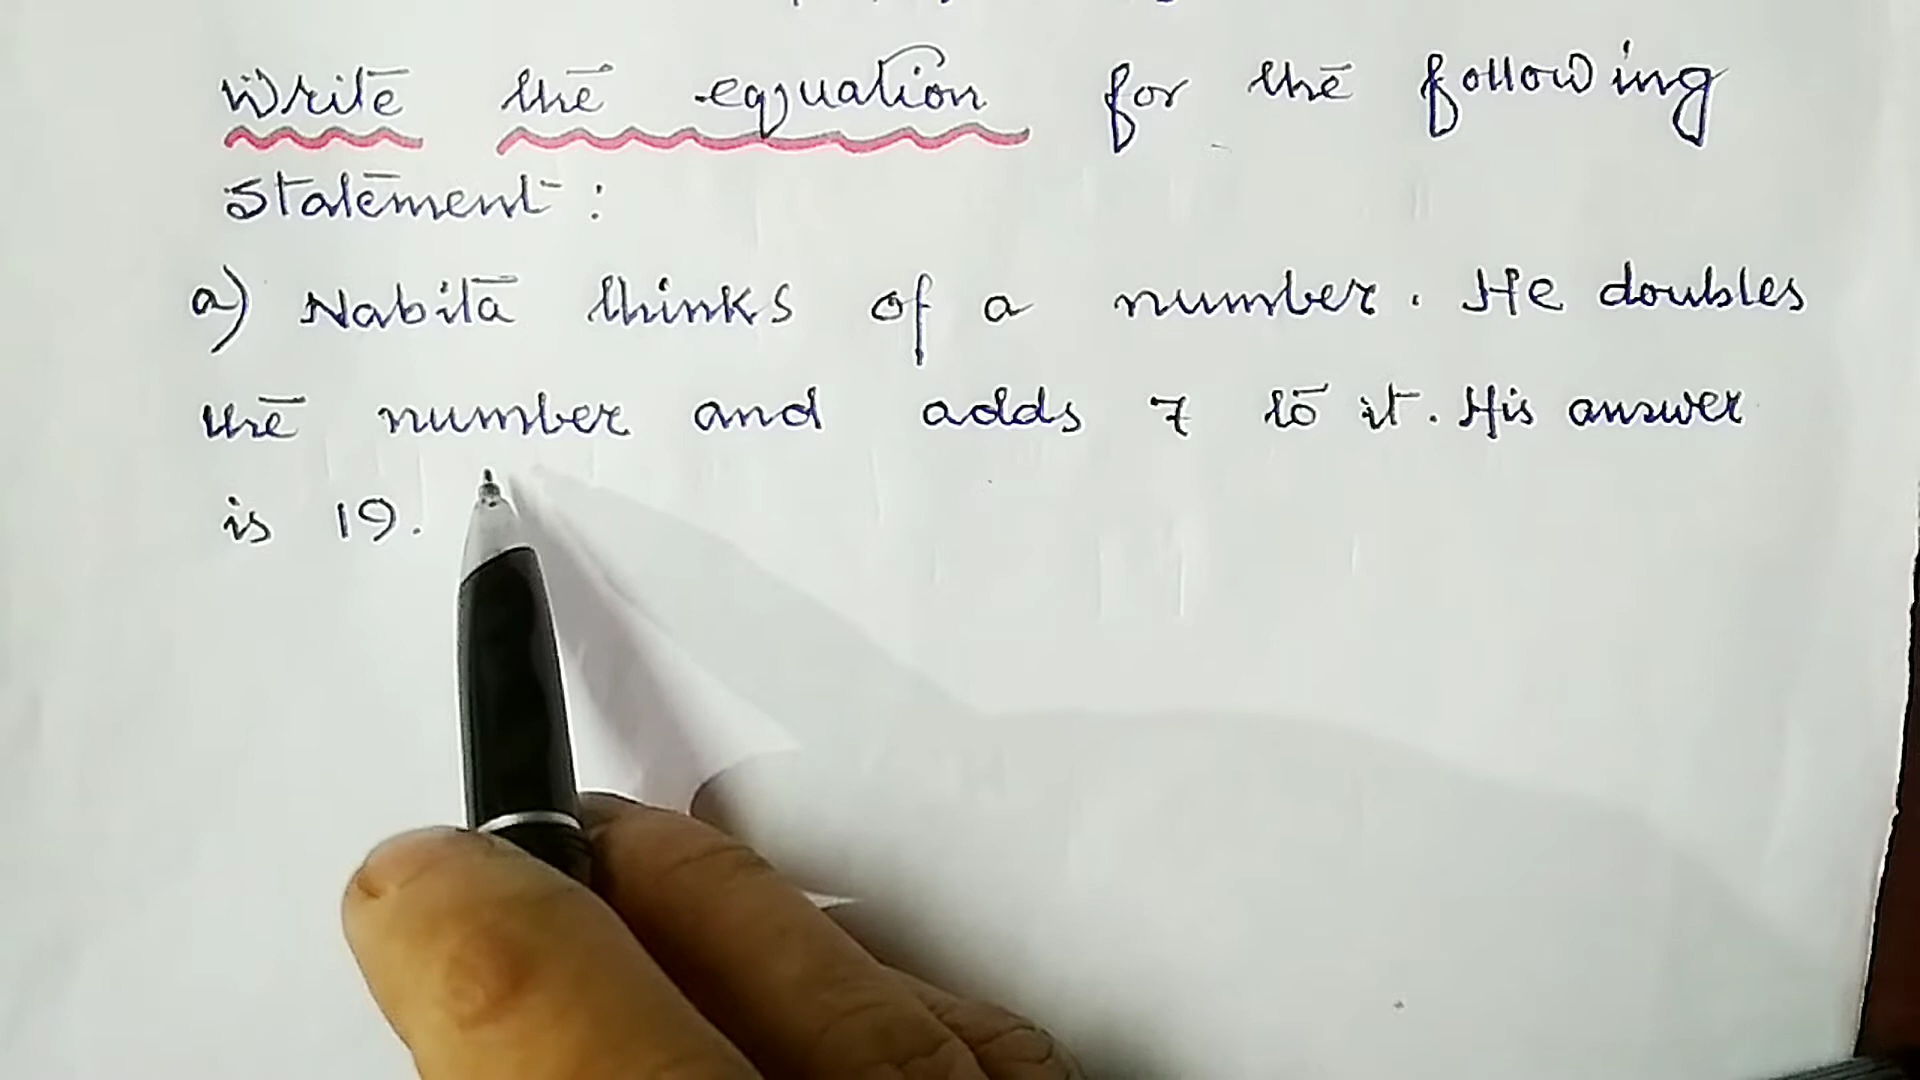 Write the equation for the following
statement :
a) Nabila thinks of a number. He doubles
the number and adds 7 to it. His answer
is 19.